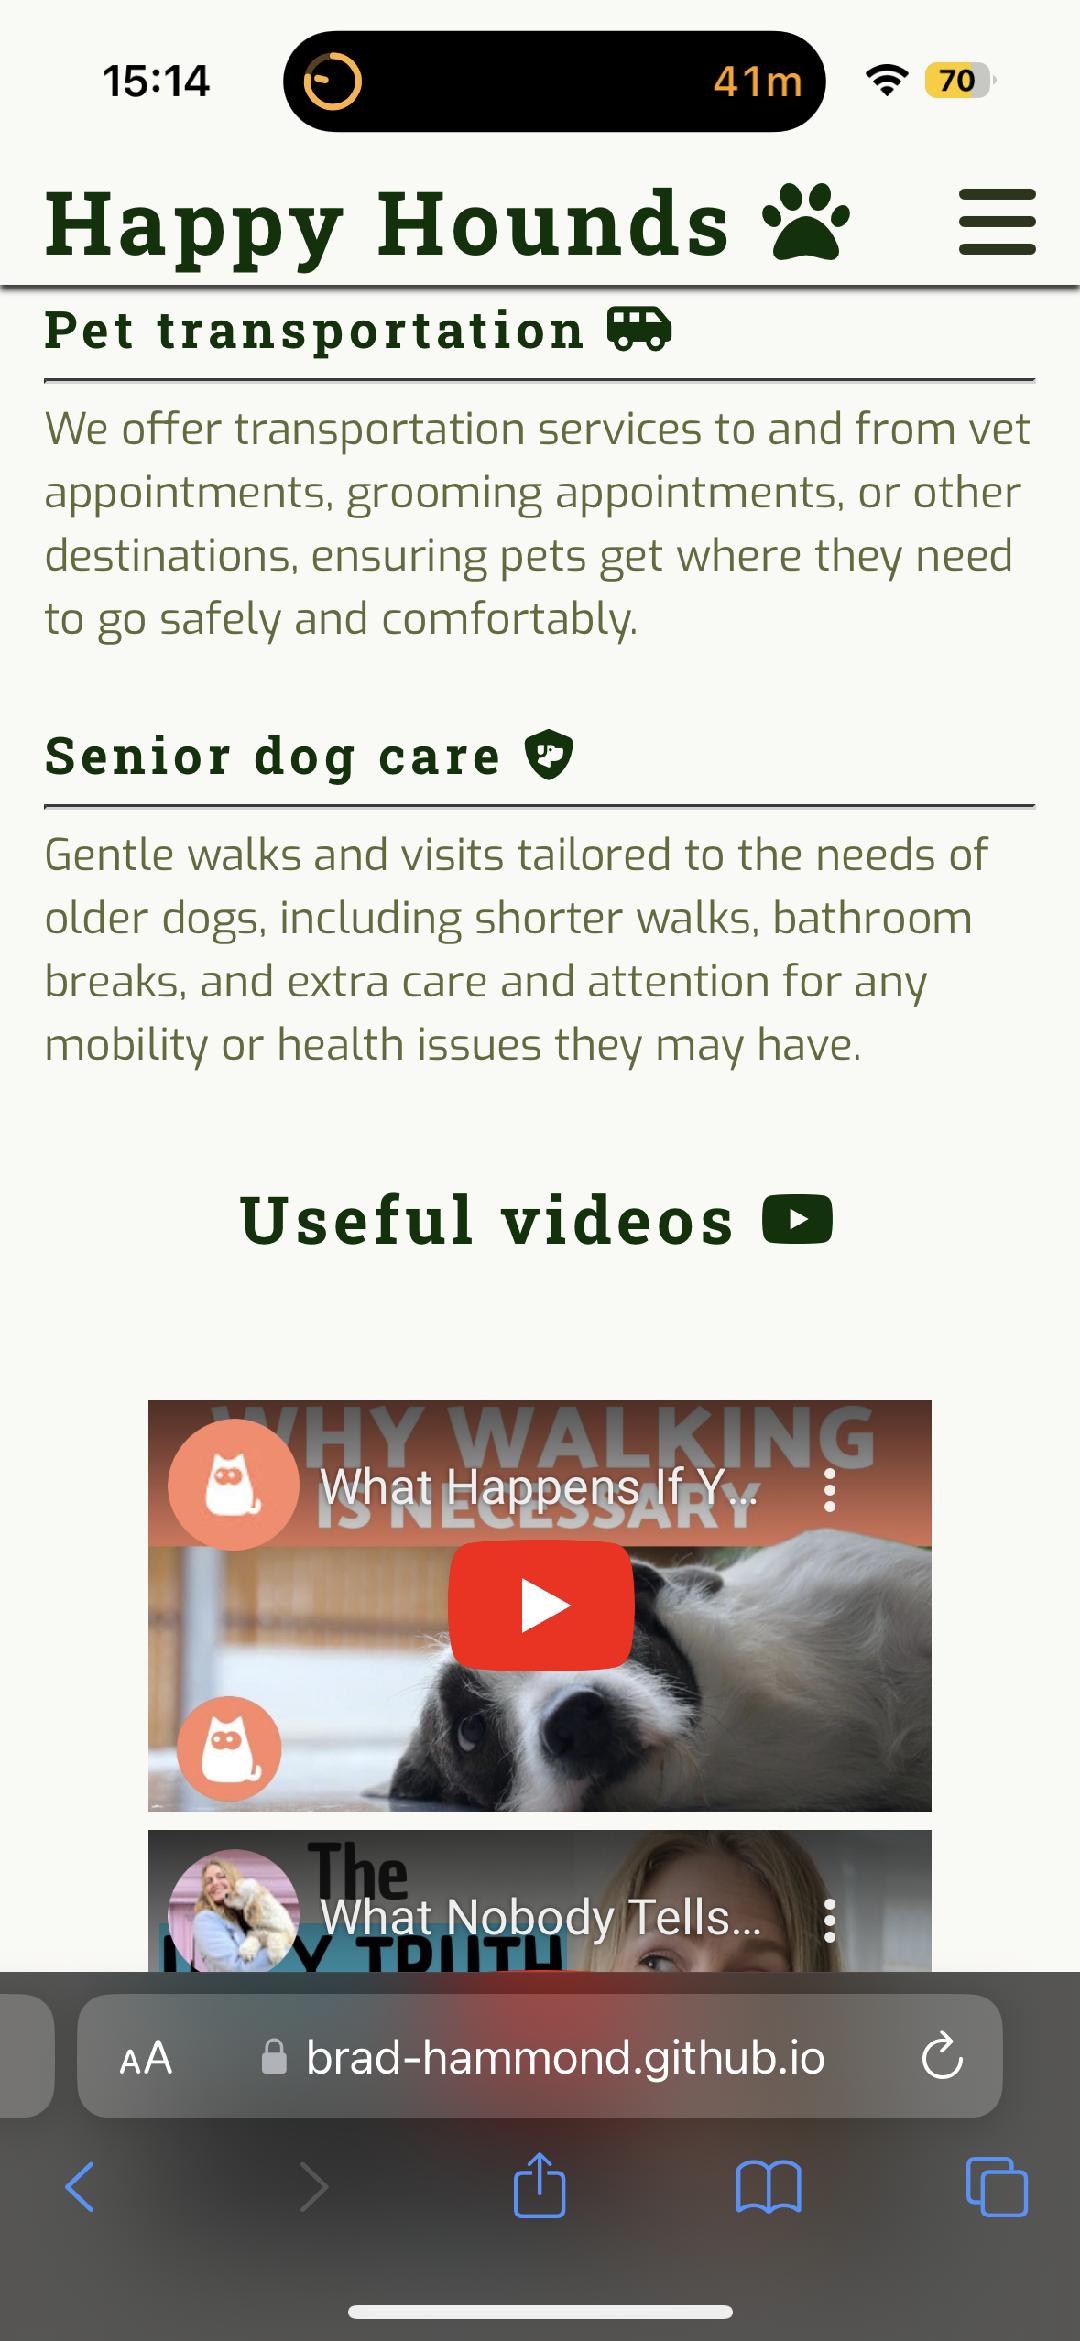 15:14
41m
70
Happy Hounds
Pet transportation
We offer transportation services to and from vet
appointments, grooming appointments, or other
destinations, ensuring pets get where they need
to go safely and comfortably.
Senior dog care
Gentle walks and visits tailored to the needs of
older dogs, including shorter walks, bathroom
breaks, and extra care and attention for any
mobility or health issues they may have.
Useful videos
WHY WALKING
What Happens If Y...
IS NECESSARY
The
What Nobody Tells...
TRUTH
AA
brad-hammond.github.io